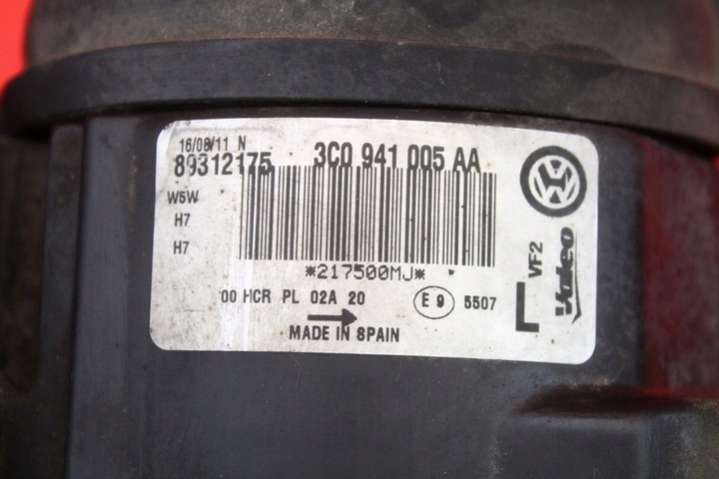 16/06/11 N
89312175 3C0 941 005 AA
W5W
H7
H7
*217500MJ*
00 HCR PL 02A 20
E 9 5507
MADE IN SPAIN
L
VF2
Valeo
VW